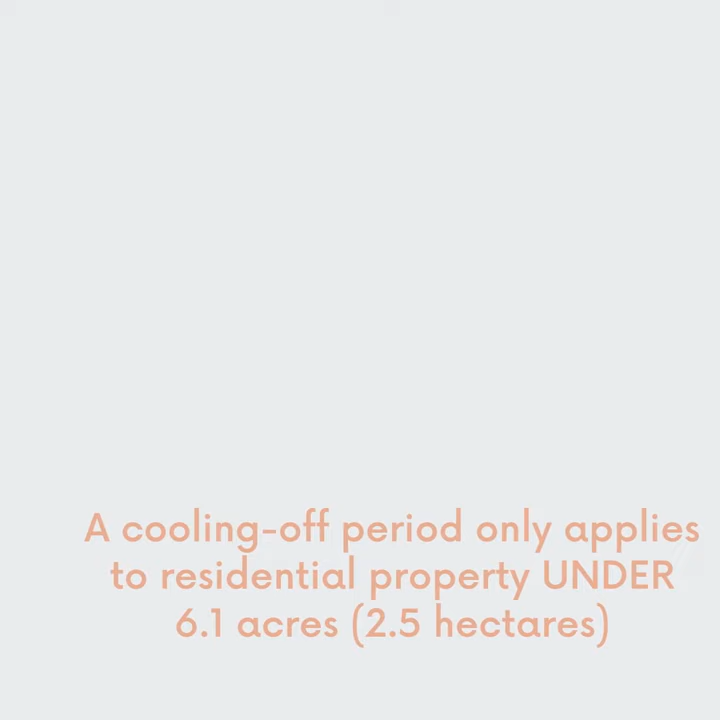 A cooling-off period only applies
to residential property UNDER
6.1 acres (2.5 hectares)